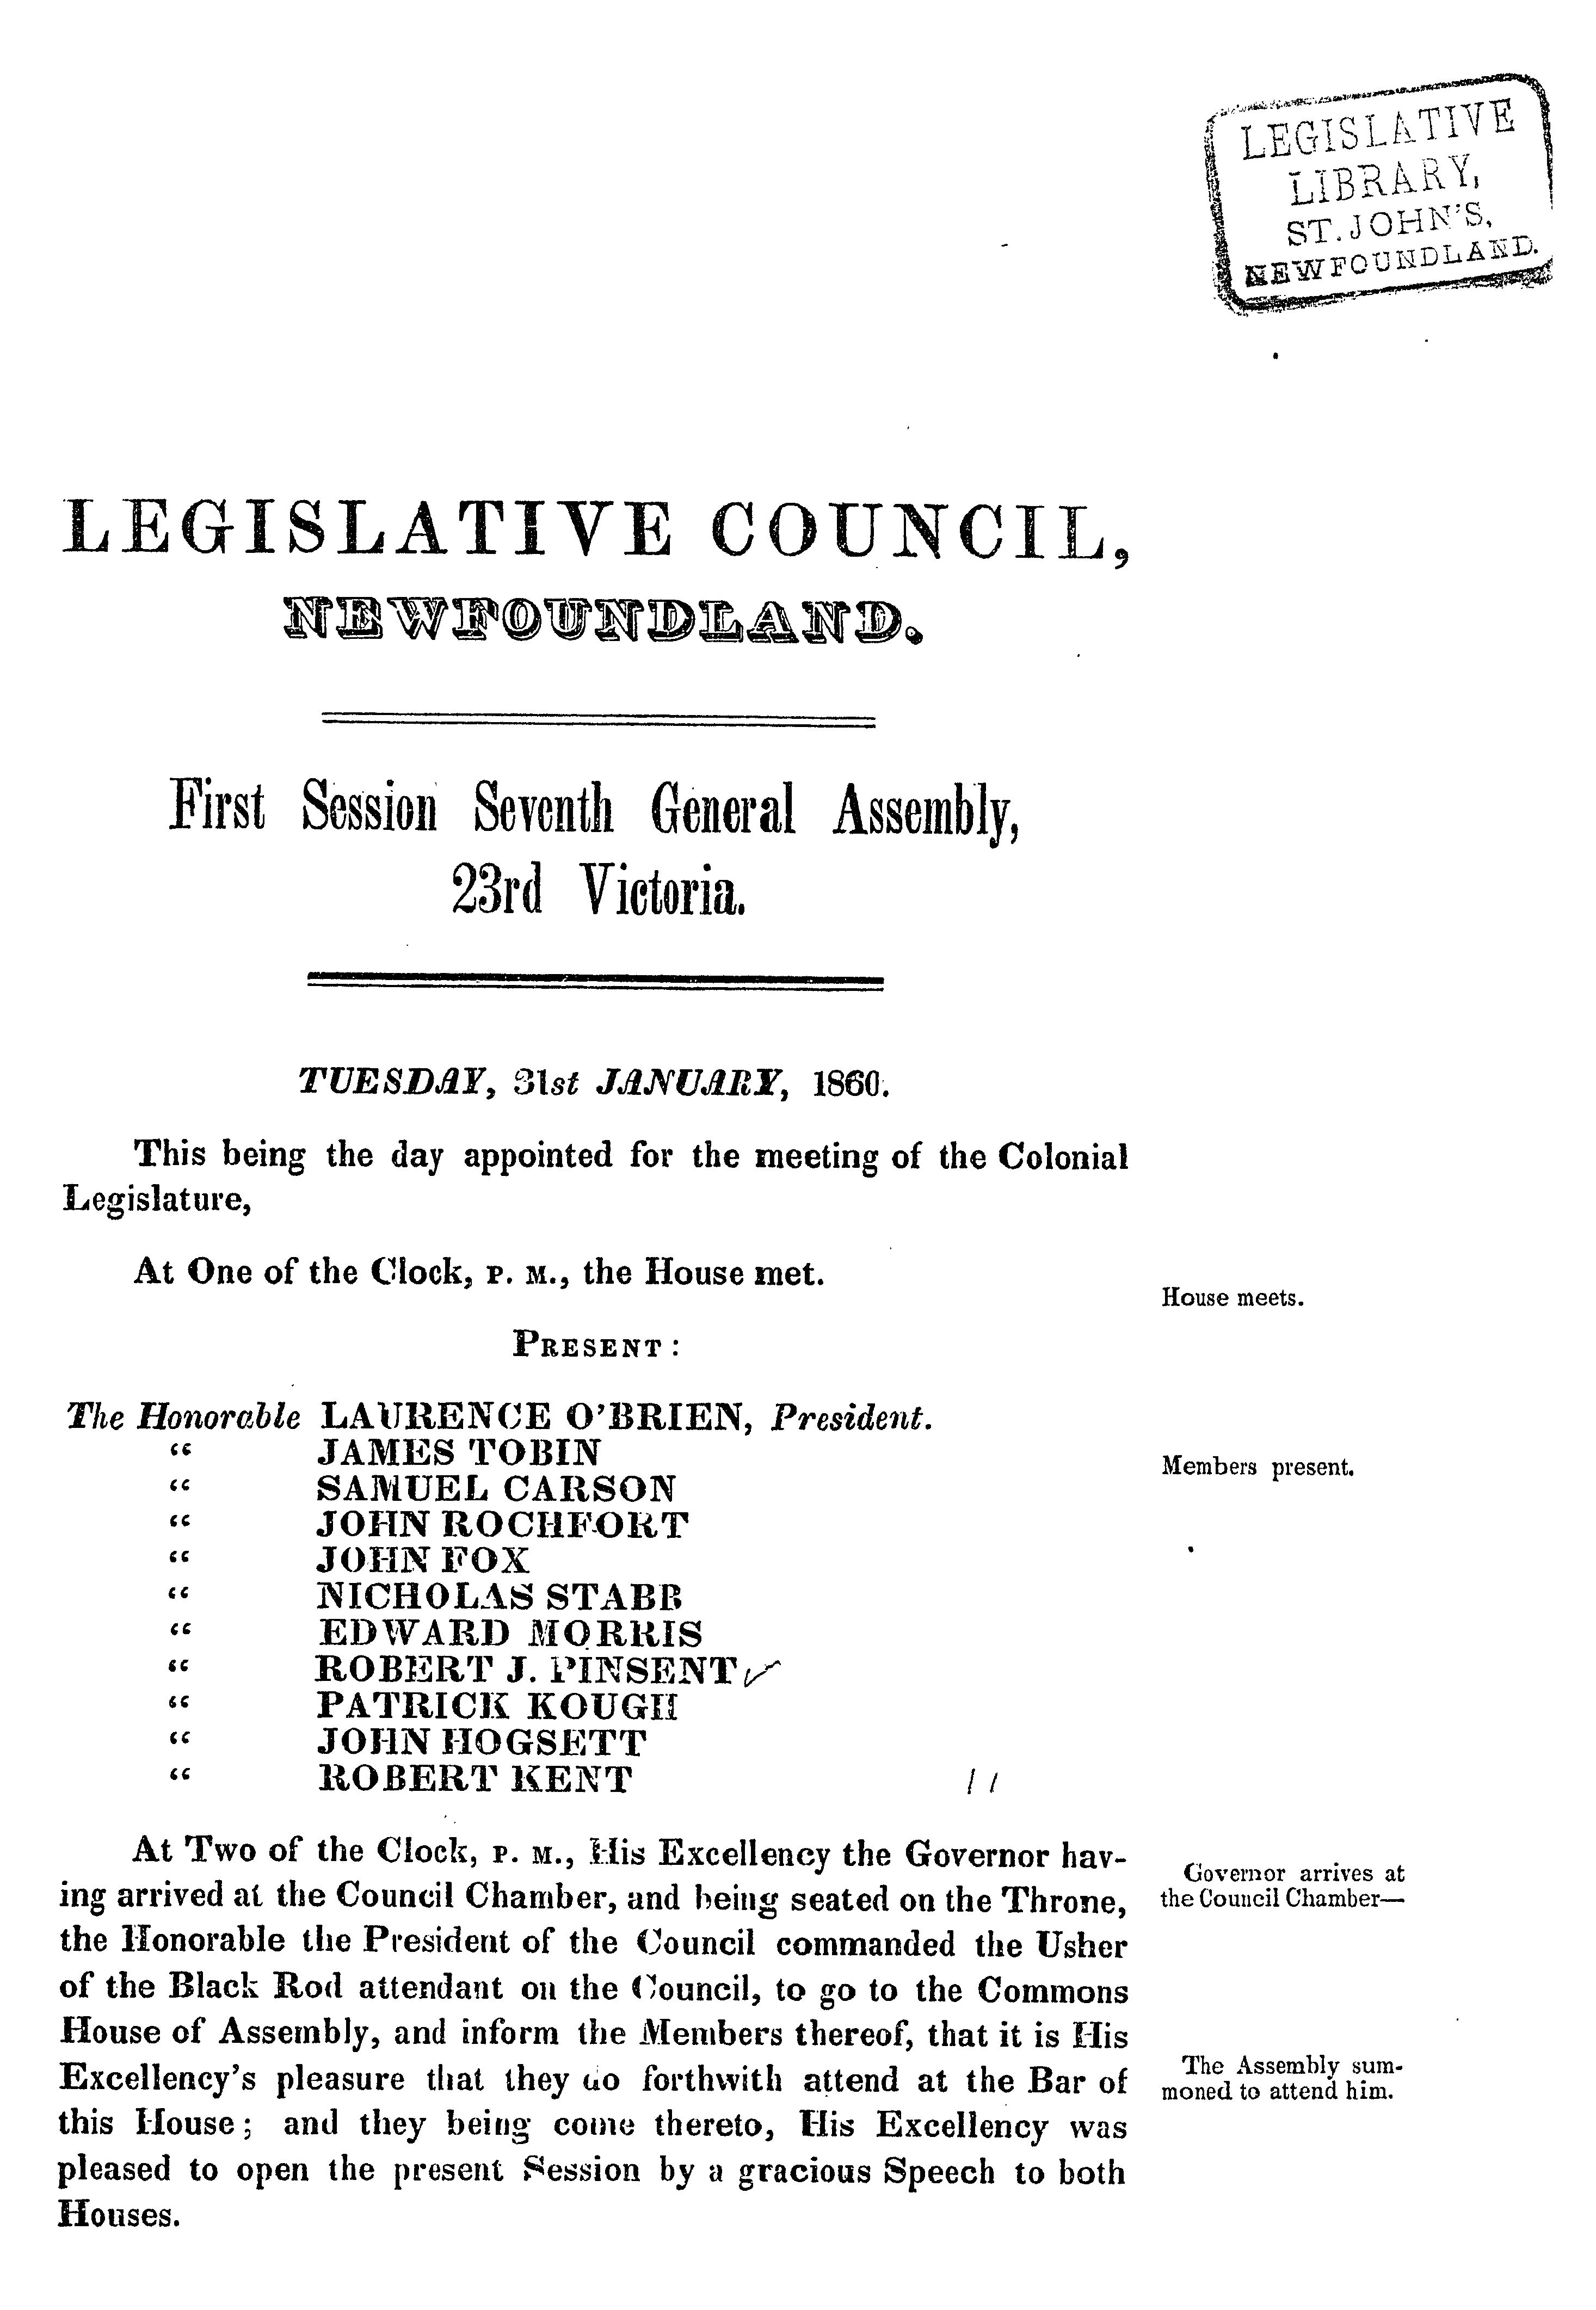 LEGISLATIVE
LIBRARY,
ST. JOHN'S,
NEWFOUNDLAND.
LEGISLATIVE COUNCIL,
NEWFOUNDLAND.
First Session Seventh General Assembly,
23rd Victoria.
TUESDAY, 31st JANUARY, 1860.
This being the day appointed for the meeting of the Colonial
Legislature,
At One of the Clock, P. M., the House met.
House meets.
PRESENT:
The Honorable LAURENCE O'BRIEN, President.
" JAMES TOBIN
Members present.
" SAMUEL CARSON
" JOHN ROCHFORT
" JOHN FOX
" NICHOLAS STABB
" EDWARD MORRIS
" ROBERT J. PINSENT ✓
" PATRICK KOUGH
" JOHN HOGSETT
" ROBERT KENT 11
At Two of the Clock, P. M., His Excellency the Governor hav-
ing arrived at the Council Chamber, and being seated on the Throne,
the Honorable the President of the Council commanded the Usher
of the Black Rod attendant on the Council, to go to the Commons
House of Assembly, and inform the Members thereof, that it is His
Excellency's pleasure that they do forthwith attend at the Bar of
this House; and they being come thereto, His Excellency was
pleased to open the present Session by a gracious Speech to both
Houses.
Governor arrives at
the Council Chamber—
The Assembly sum-
moned to attend him.